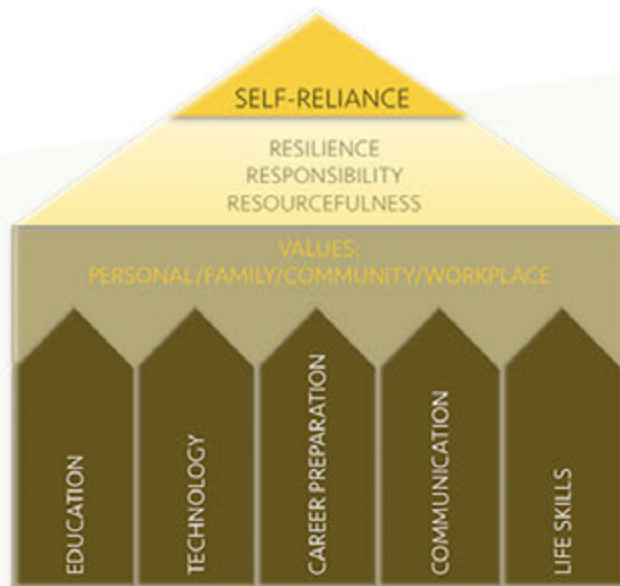 SELF-RELIANCE
RESILIENCE
RESPONSIBILITY
RESOURCEFULNESS
VALUES:
PERSONAL/FAMILY/COMMUNITY/WORKPLACE
EDUCATION
TECHNOLOGY
CAREER PREPARATION
COMMUNICATION
LIFE SKILLS